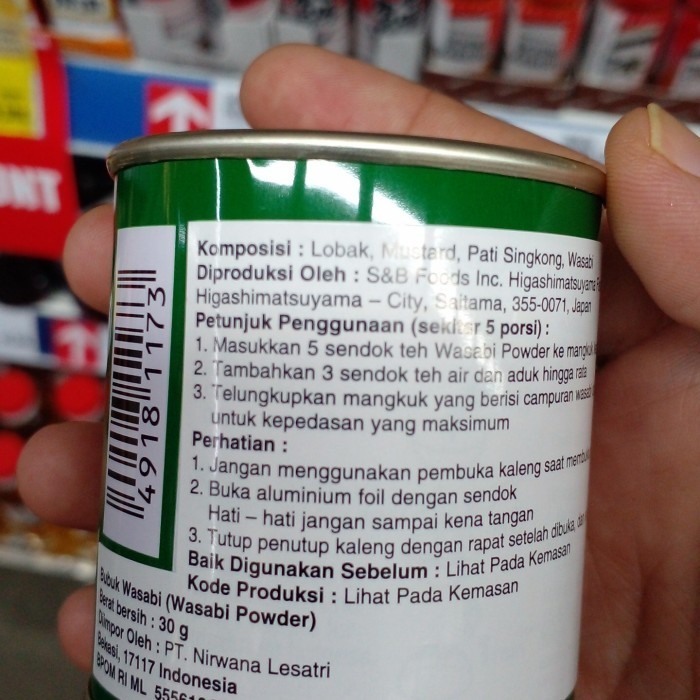 UNT
Komposisi : Lobak, Mustard, Pati Singkong, Wasabi
Diproduksi Oleh : S&B Foods Inc. Higashimatsuyama
Higashimatsuyama – City, Saitama, 355-0071, Japan
Petunjuk Penggunaan (sekitar 5 porsi) :
1. Masukkan 5 sendok teh Wasabi Powder ke mangkuk
2. Tambahkan 3 sendok teh air dan aduk hingga rata
3. Telungkupkan mangkuk yang berisi campuran wasabi
untuk kepedasan yang maksimum
Perhatian :
1. Jangan menggunakan pembuka kaleng saat
2. Buka aluminium foil dengan sendok
Hati – hati jangan sampai kena tangan
3. Tutup penutup kaleng dengan rapat setelah dibuka,
Baik Digunakan Sebelum : Lihat Pada Kemasan
Kode Produksi : Lihat Pada Kemasan
4918 1173
Bubuk Wasabi (Wasabi Powder)
Berat bersih : 30 g
Diimpor Oleh : PT. Nirwana Lesatri
Bekasi, 17117 Indonesia
BPOM RI ML